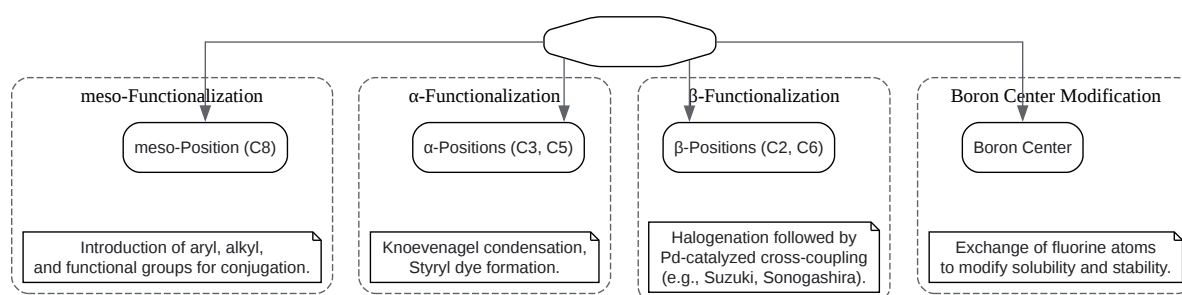 meso-Functionalization
meso-Position (C8)
Introduction of aryl, alkyl,
and functional groups for conjugation.
α-Functionalization
α-Positions (C3, C5)
Knoevenagel condensation,
Styryl dye formation.
β-Functionalization
β-Positions (C2, C6)
Halogenation followed by
Pd-catalyzed cross-coupling
(e.g., Suzuki, Sonogashira).
Boron Center Modification
Boron Center
Exchange of fluorine atoms
to modify solubility and stability.